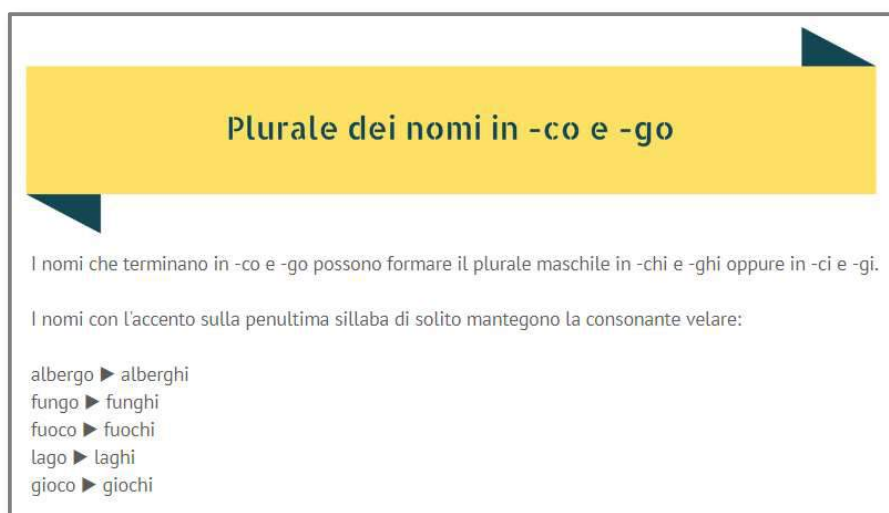 Plurale dei nomi in -co e -go
I nomi che terminano in -co e -go possono formare il plurale maschile in -chi e -ghi oppure in -ci e -gi.
I nomi con l'accento sulla penultima sillaba di solito mantegono la consonante velare:
albergo ▶ alberghi
fungo ▶ funghi
fuoco ▶ fuochi
lago ▶ laghi
gioco ▶ giochi